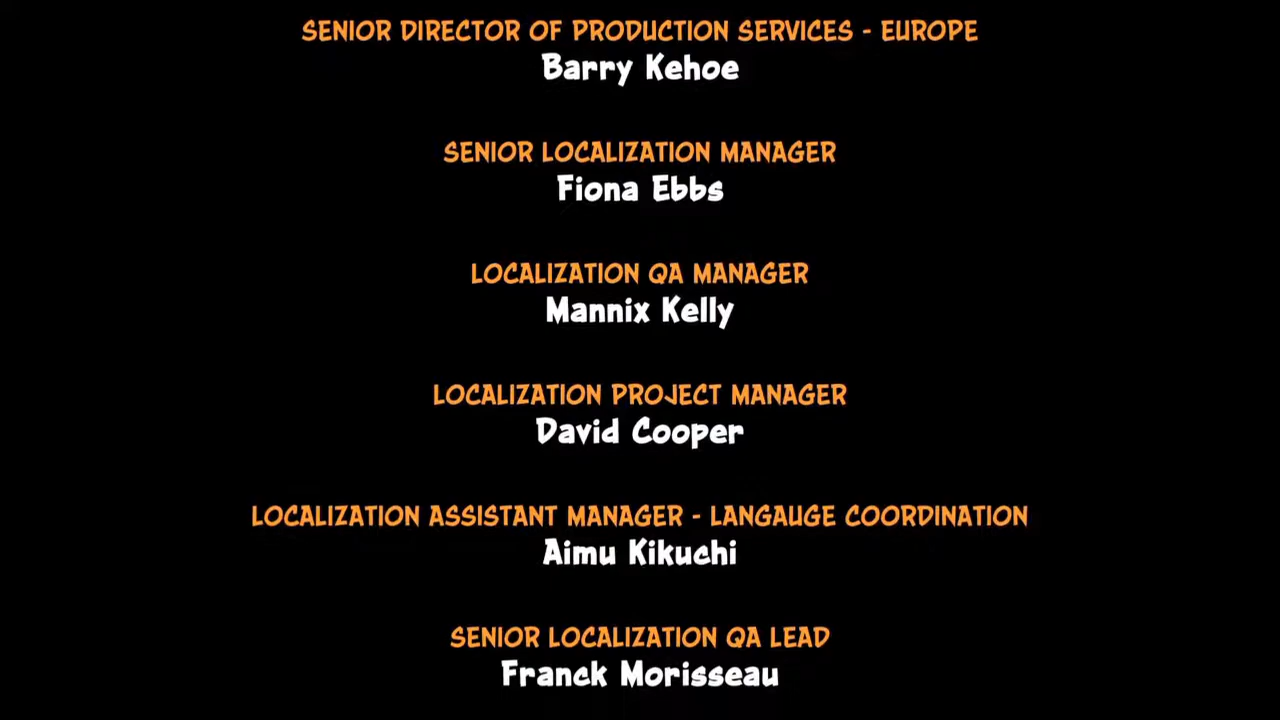 SENIOR DIRECTOR OF PRODUCTION SERVICES - EUROPE
Barry Kehoe
SENIOR LOCALIZATION MANAGER
Fiona Ebbs
LOCALIZATION QA MANAGER
Mannix Kelly
LOCALIZATION PROJECT MANAGER
David Cooper
LOCALIZATION ASSISTANT MANAGER - LANGAUGE COORDINATION
Aimu Kikuchi
SENIOR LOCALIZATION QA LEAD
Franck Morisseau